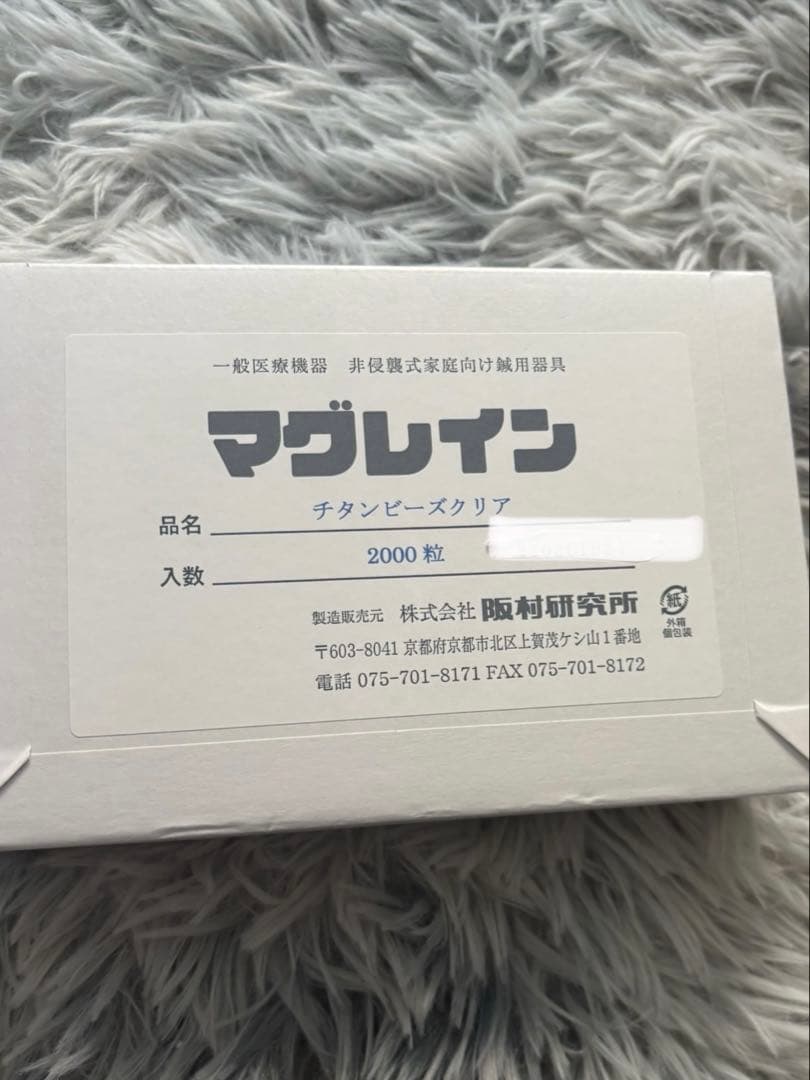 一般医療機器　非侵襲式家庭向け鍼用器具
マグレイン
品名 チタンビーズクリア
入数 2000 粒
製造販売元 株式会社 阪村研究所
〒603-8041 京都府京都市北区上賀茂ケシ山1番地
電話 075-701-8171 FAX 075-701-8172
紙
外箱
個包装